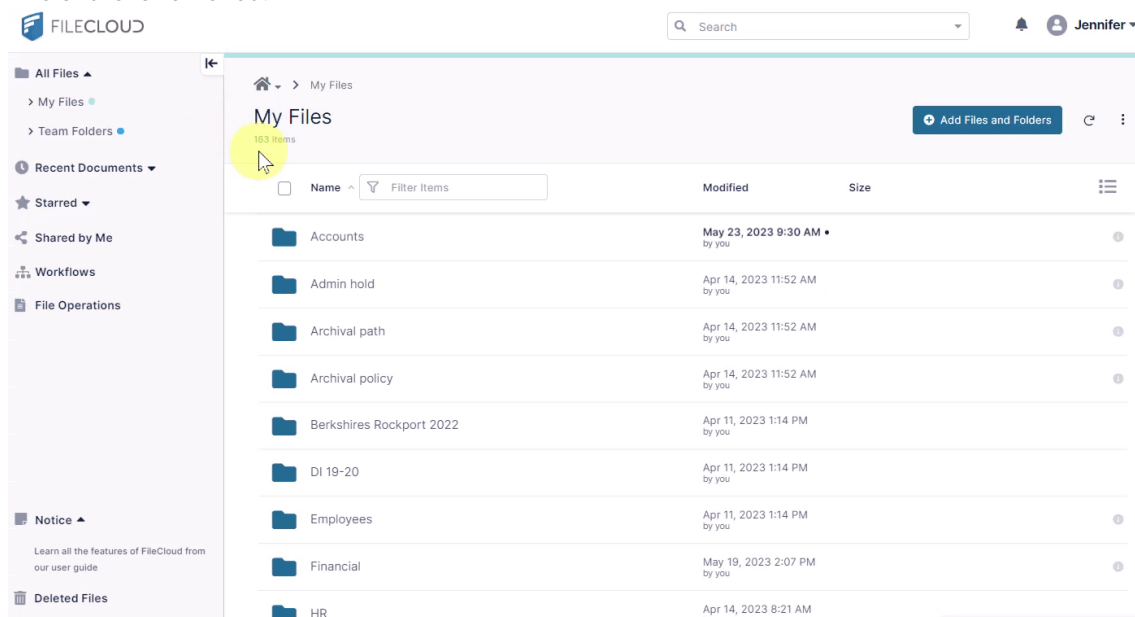 FILECLOUD
Search
Jennifer
All Files
My Files
Team Folders
Recent Documents
Starred
Shared by Me
Workflows
File Operations
Notice
Learn all the features of FileCloud from
our user guide
Deleted Files
My Files
My Files
163 items
Add Files and Folders
Name
Filter Items
Modified
Size
Accounts
May 23, 2023 9:30 AM
by you
Admin hold
Apr 14, 2023 11:52 AM
by you
Archival path
Apr 14, 2023 11:52 AM
by you
Archival policy
Apr 14, 2023 11:52 AM
by you
Berkshires Rockport 2022
Apr 11, 2023 1:14 PM
by you
DI 19-20
Apr 11, 2023 1:14 PM
by you
Employees
Apr 11, 2023 1:14 PM
by you
Financial
May 19, 2023 2:07 PM
by you
HR
Apr 14, 2023 8:21 AM